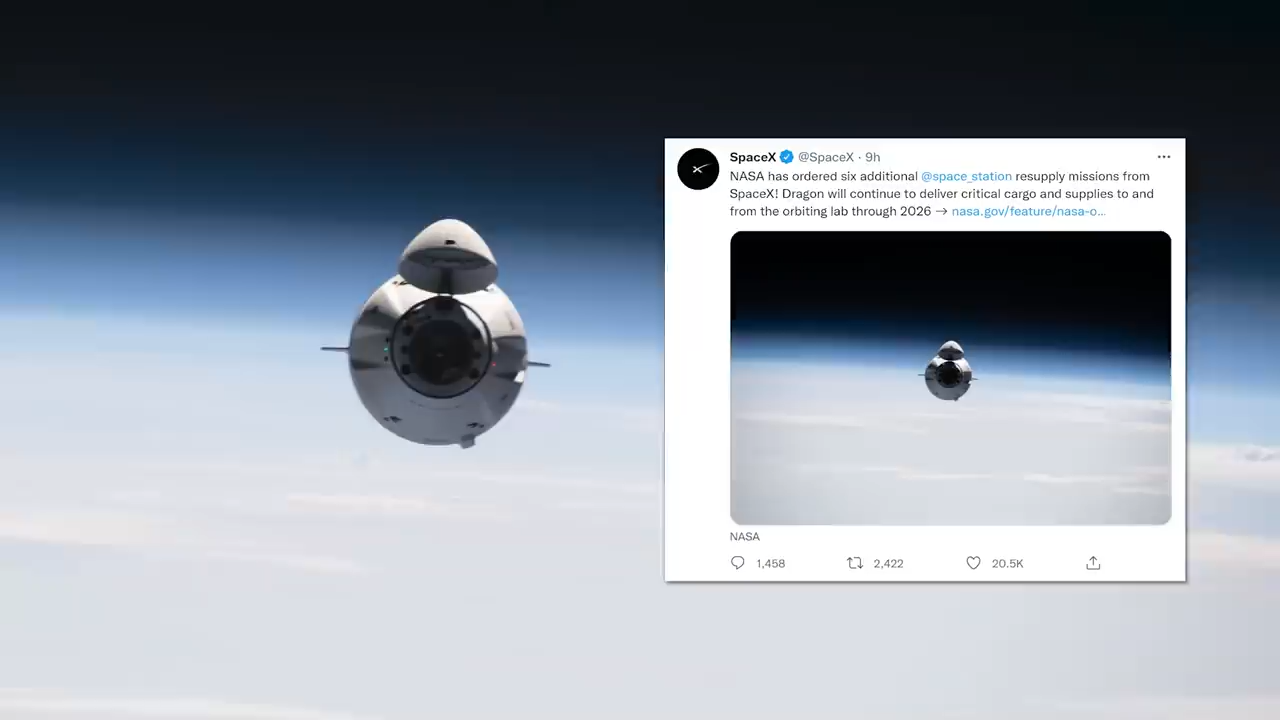 SpaceX @SpaceX · 9h
NASA has ordered six additional @space_station resupply missions from
SpaceX! Dragon will continue to deliver critical cargo and supplies to and
from the orbiting lab through 2026 → nasa.gov/feature/nasa-o…
NASA
1,458 2,422 20.5K